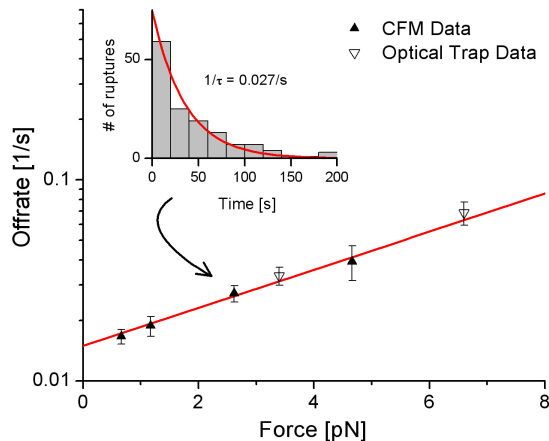 CFM Data
Optical Trap Data
50
0
# of ruptures
1/τ = 0.027/s
0 50 100 150 200
Time [s]
0.1
0.01
Offrate [1/s]
0 2 4 6 8
Force [pN]